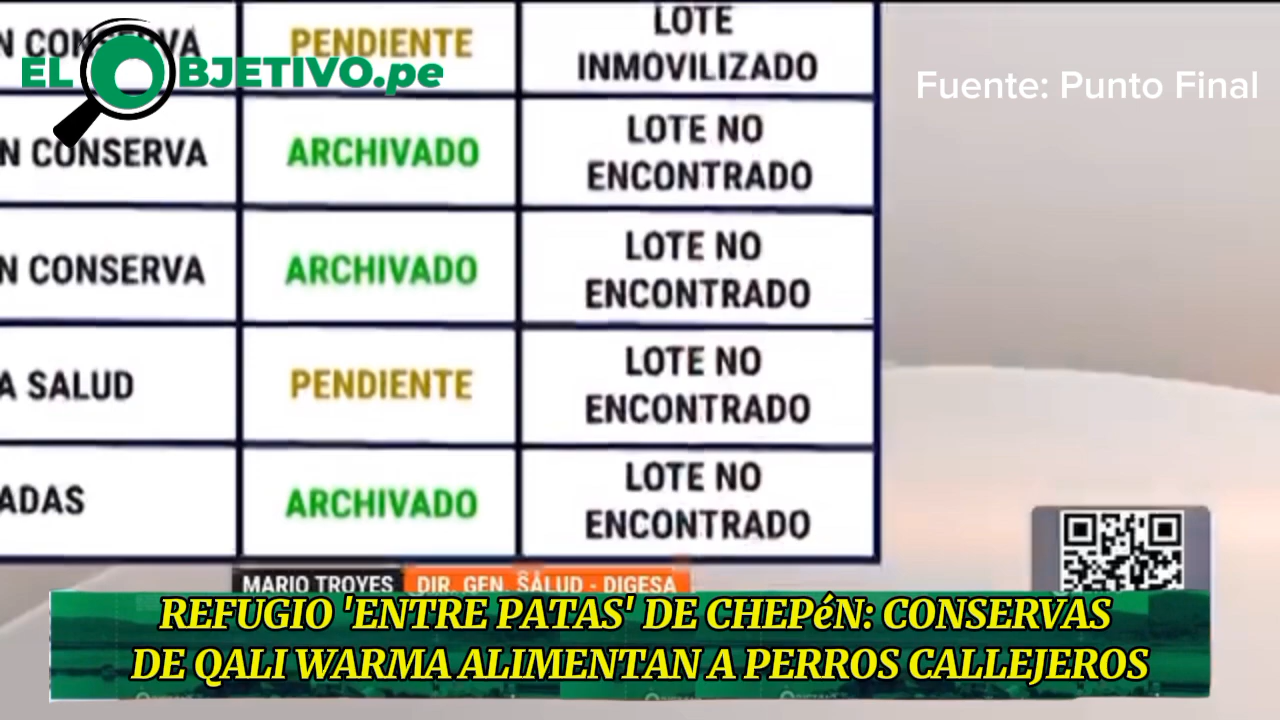 N CONSERVA
PENDIENTE
LOTE
INMOVILIZADO
EL OBJETIVO.pe
Fuente: Punto Final
N CONSERVA
ARCHIVADO
LOTE NO
ENCONTRADO
N CONSERVA
ARCHIVADO
LOTE NO
ENCONTRADO
A SALUD
PENDIENTE
LOTE NO
ENCONTRADO
ADAS
ARCHIVADO
LOTE NO
ENCONTRADO
MARIO TROYES DIR. GEN. SALUD - DIGESA
REFUGIO 'ENTRE PATAS' DE CHEPéN: CONSERVAS
DE QALI WARMA ALIMENTAN A PERROS CALLEJEROS